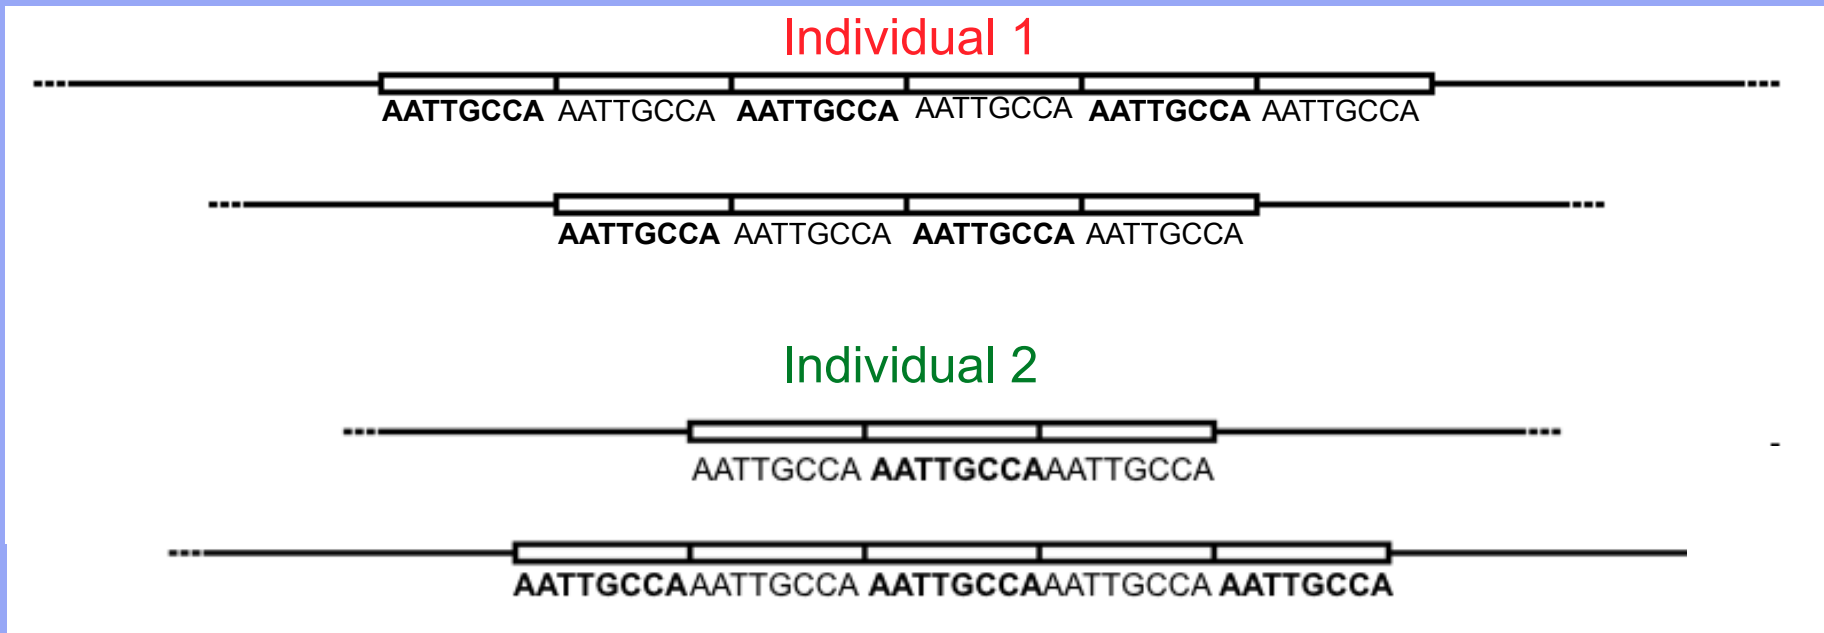 Individual 1
AATTGCCA AATTGCCA AATTGCCA AATTGCCA AATTGCCA AATTGCCA
AATTGCCA AATTGCCA AATTGCCA AATTGCCA
Individual 2
-
AATTGCCA AATTGCCAAATTGCCA
AATTGCCAAATTGCCA AATTGCCAAATTGCCA AATTGCCA